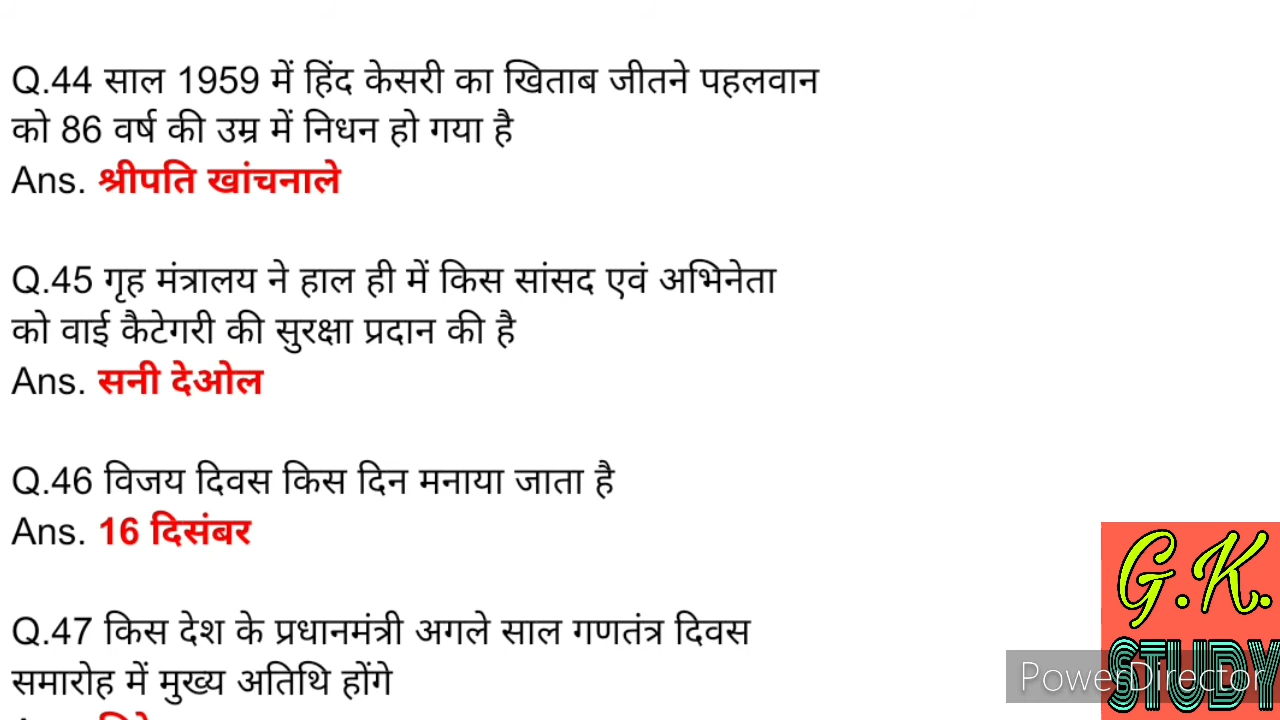 Q.44 साल 1959 में हिंद केसरी का खिताब जीतने पहलवान
को 86 वर्ष की उम्र में निधन हो गया है
Ans. श्रीपति खांचनाले
Q.45 गृह मंत्रालय ने हाल ही में किस सांसद एवं अभिनेता
को वाई कैटेगरी की सुरक्षा प्रदान की है
Ans. सनी देओल
Q.46 विजय दिवस किस दिन मनाया जाता है
Ans. 16 दिसंबर
Q.47 किस देश के प्रधानमंत्री अगले साल गणतंत्र दिवस
समारोह में मुख्य अतिथि होंगे
G.K.
STUDY
PowerDirector